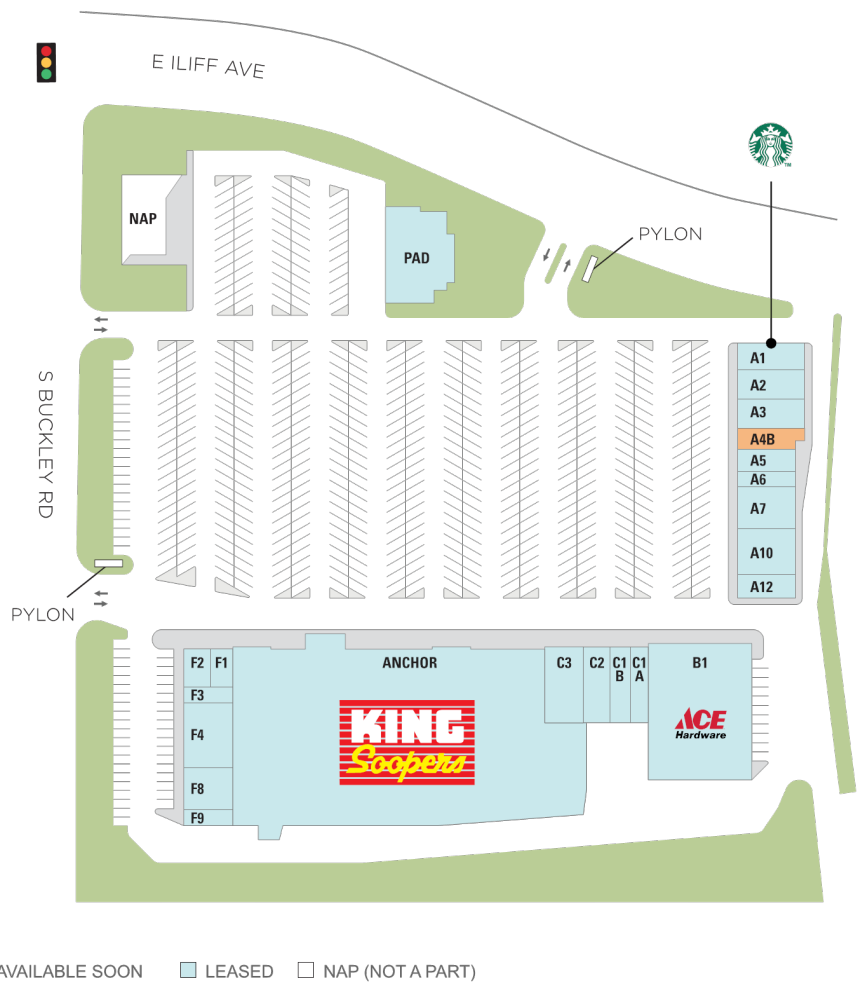 E ILIFF AVE
TM
NAP
PYLON
PAD
S BUCKLEY RD
A1
A2
A3
A4B
A5
A6
A7
A10
A12
PYLON
F2
F1
F3
F4
F8
F9
ANCHOR
KING
Soopers
C3
C2
C1
B
C1
A
B1
ACE
Hardware
AVAILABLE SOON
LEASED
NAP (NOT A PART)